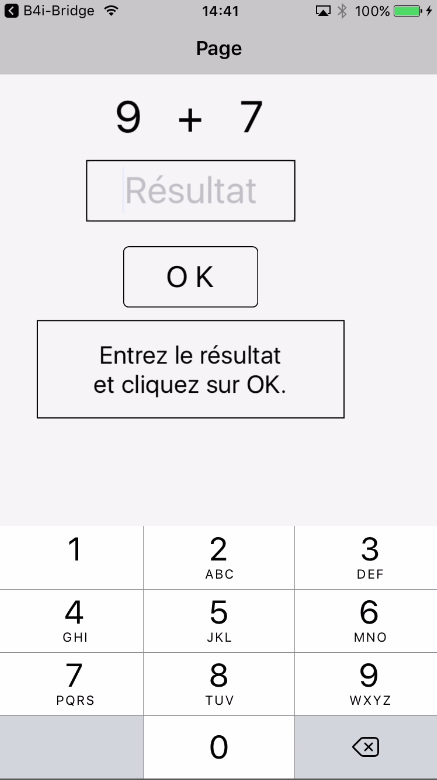 B4i-Bridge 14:41 100%
Page
9 + 7
Résultat
OK
Entrez le résultat
et cliquez sur OK.
1 2 3
ABC DEF
4 5 6
GHI JKL MNO
7 8 9
PQRS TUV WXYZ
0